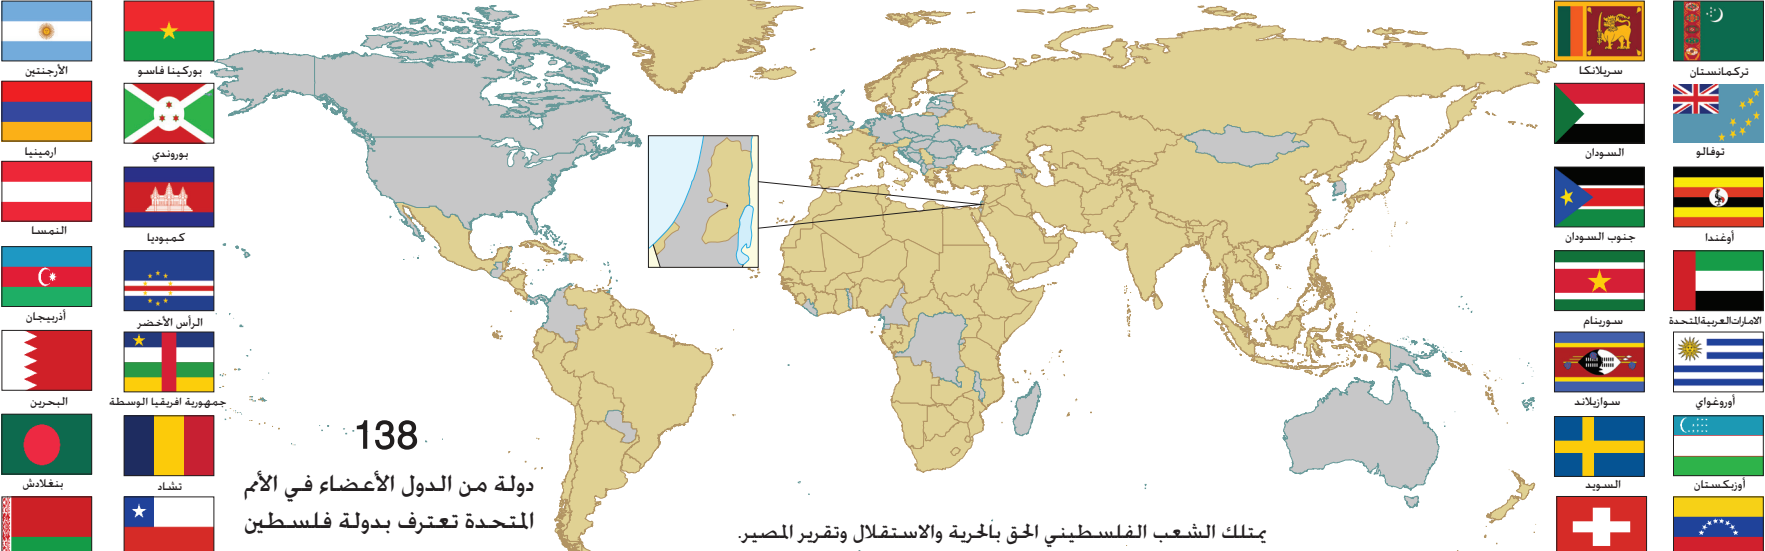 الأرجنتين
بوركينا فاسو
ارمينيا
بوروندي
النمسا
كمبوديا
أذربيجان
الرأس الأخضر
البحرين
جمهورية افريقيا الوسطة
بنغلادش
تشاد
138
دولة من الدول الأعضاء في الأمم
المتحدة تعترف بدولة فلسطين
يمتلك الشعب الفلسطيني الحق بالحرية والاستقلال وتقرير المصير.
سريلانكا
تركمانستان
السودان
توفالو
جنوب السودان
أوغندا
سورينام
الامارات العربية المتحدة
سوازيلاند
أوروغواي
السويد
أوزبكستان